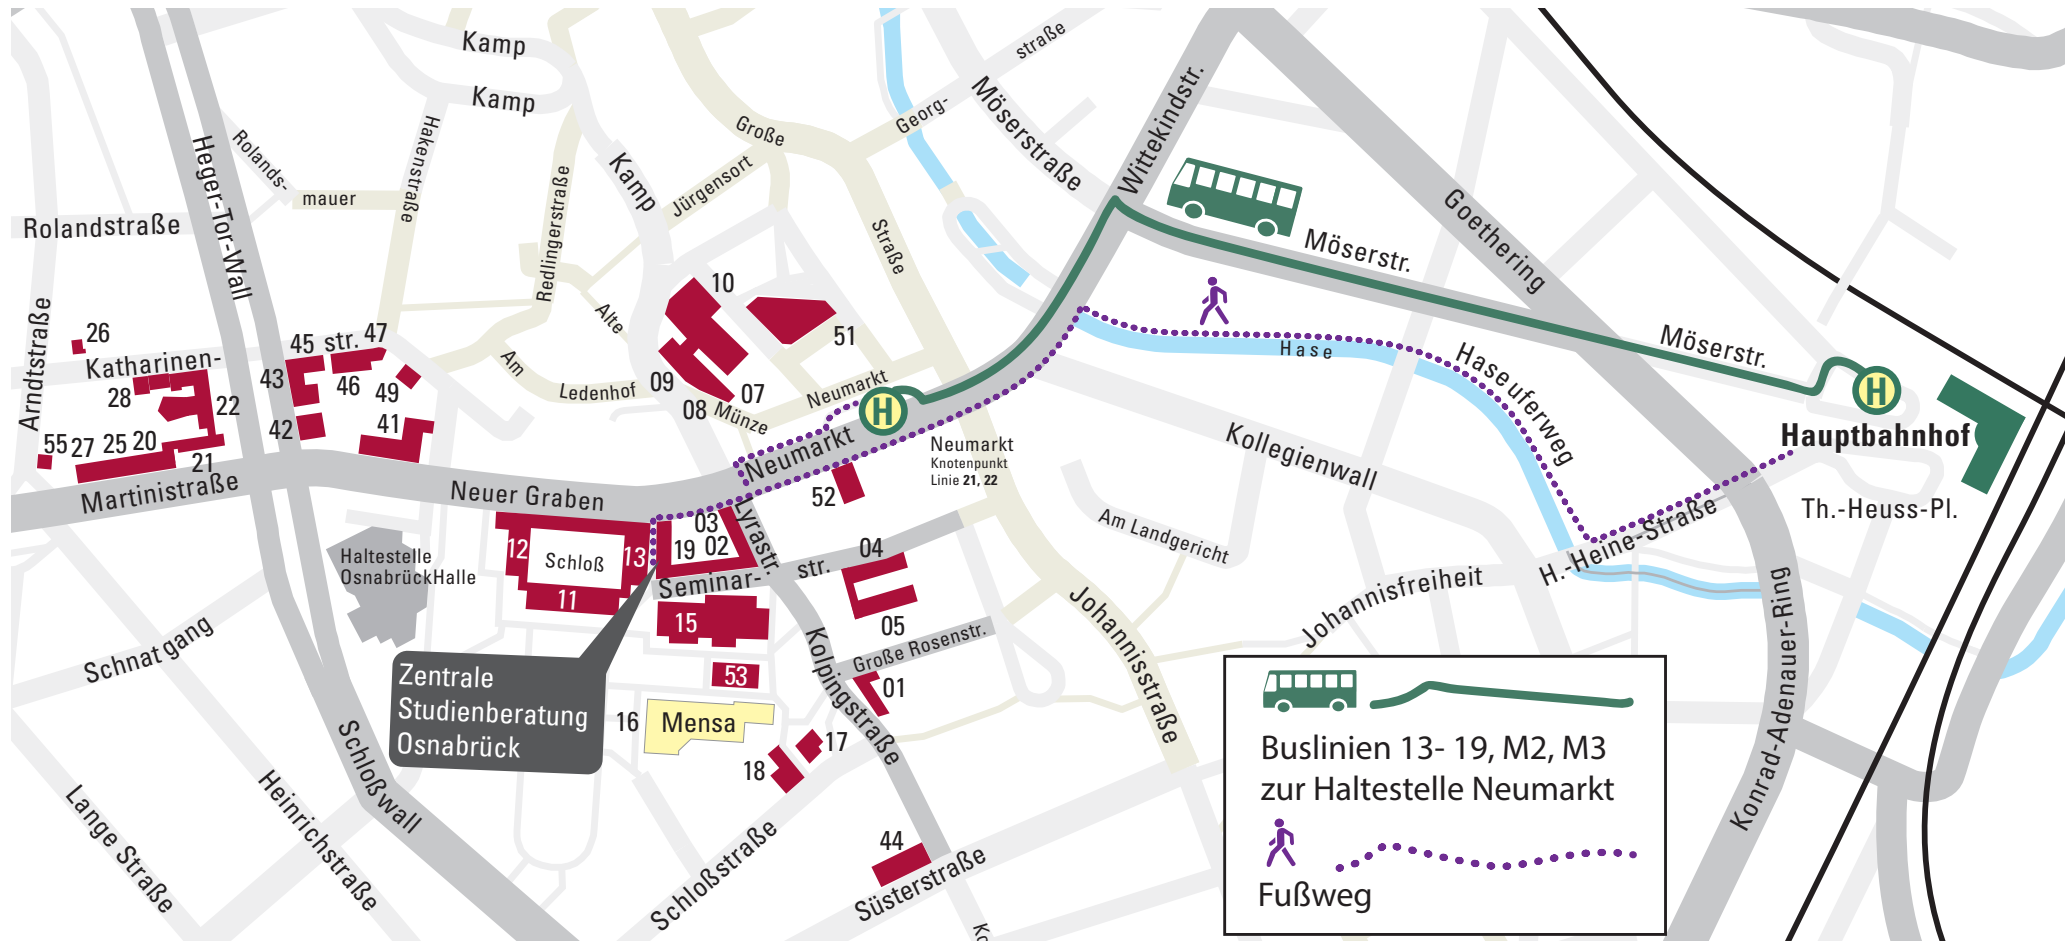 Kamp
Kamp
Kamp
Große
Straße
Georg-
straße
Möserstraße
Wittekindstr.
Goethering
Möserstr.
Möserstr.
Heger-Tor-Wall
Rolands-
mauer
Hakenstraße
Redlingerstraße
Jürgensort
Rolandstraße
Arndtstraße
Alte
Am
Ledenhof
Münze
Neumarkt
Neumarkt
H
H
Hauptbahnhof
Th.-Heuss-Pl.
Hase
Haseuferweg
Kollegienwall
Am Landgericht
Neumarkt
Knotenpunkt
Linie 21, 22
Katharinen-
str.
26
28
22
55
27
25
20
21
45
47
43
46
49
42
41
10
51
09
08
07
52
Martinistraße
Neuer Graben
Haltestelle
OsnabrückHalle
12
Schloß
13
11
19
03
02
Lyrastr.
Seminar-
str.
04
05
15
53
Große Rosenstr.
01
Kolpingstraße
Johannisstraße
Johannisfreiheit
H.-Heine-Straße
Konrad-Adenauer-Ring
Schnatgang
Zentrale
Studienberatung
Osnabrück
16
Mensa
17
18
44
Schloßwall
Heinrichstraße
Lange Straße
Schloßstraße
Süsterstraße
Ko
Buslinien 13- 19, M2, M3
zur Haltestelle Neumarkt
Fußweg